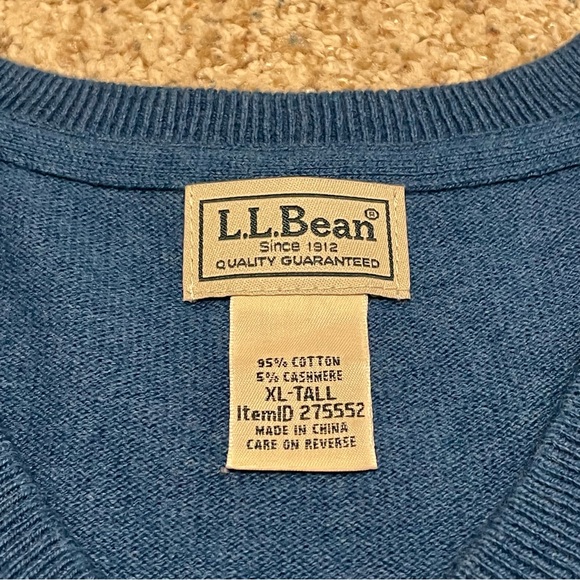 L.L.Bean®
Since 1912
QUALITY GUARANTEED
95% COTTON
5% CASHMERE
XL-TALL
ItemID 275552
MADE IN CHINA
CARE ON REVERSE